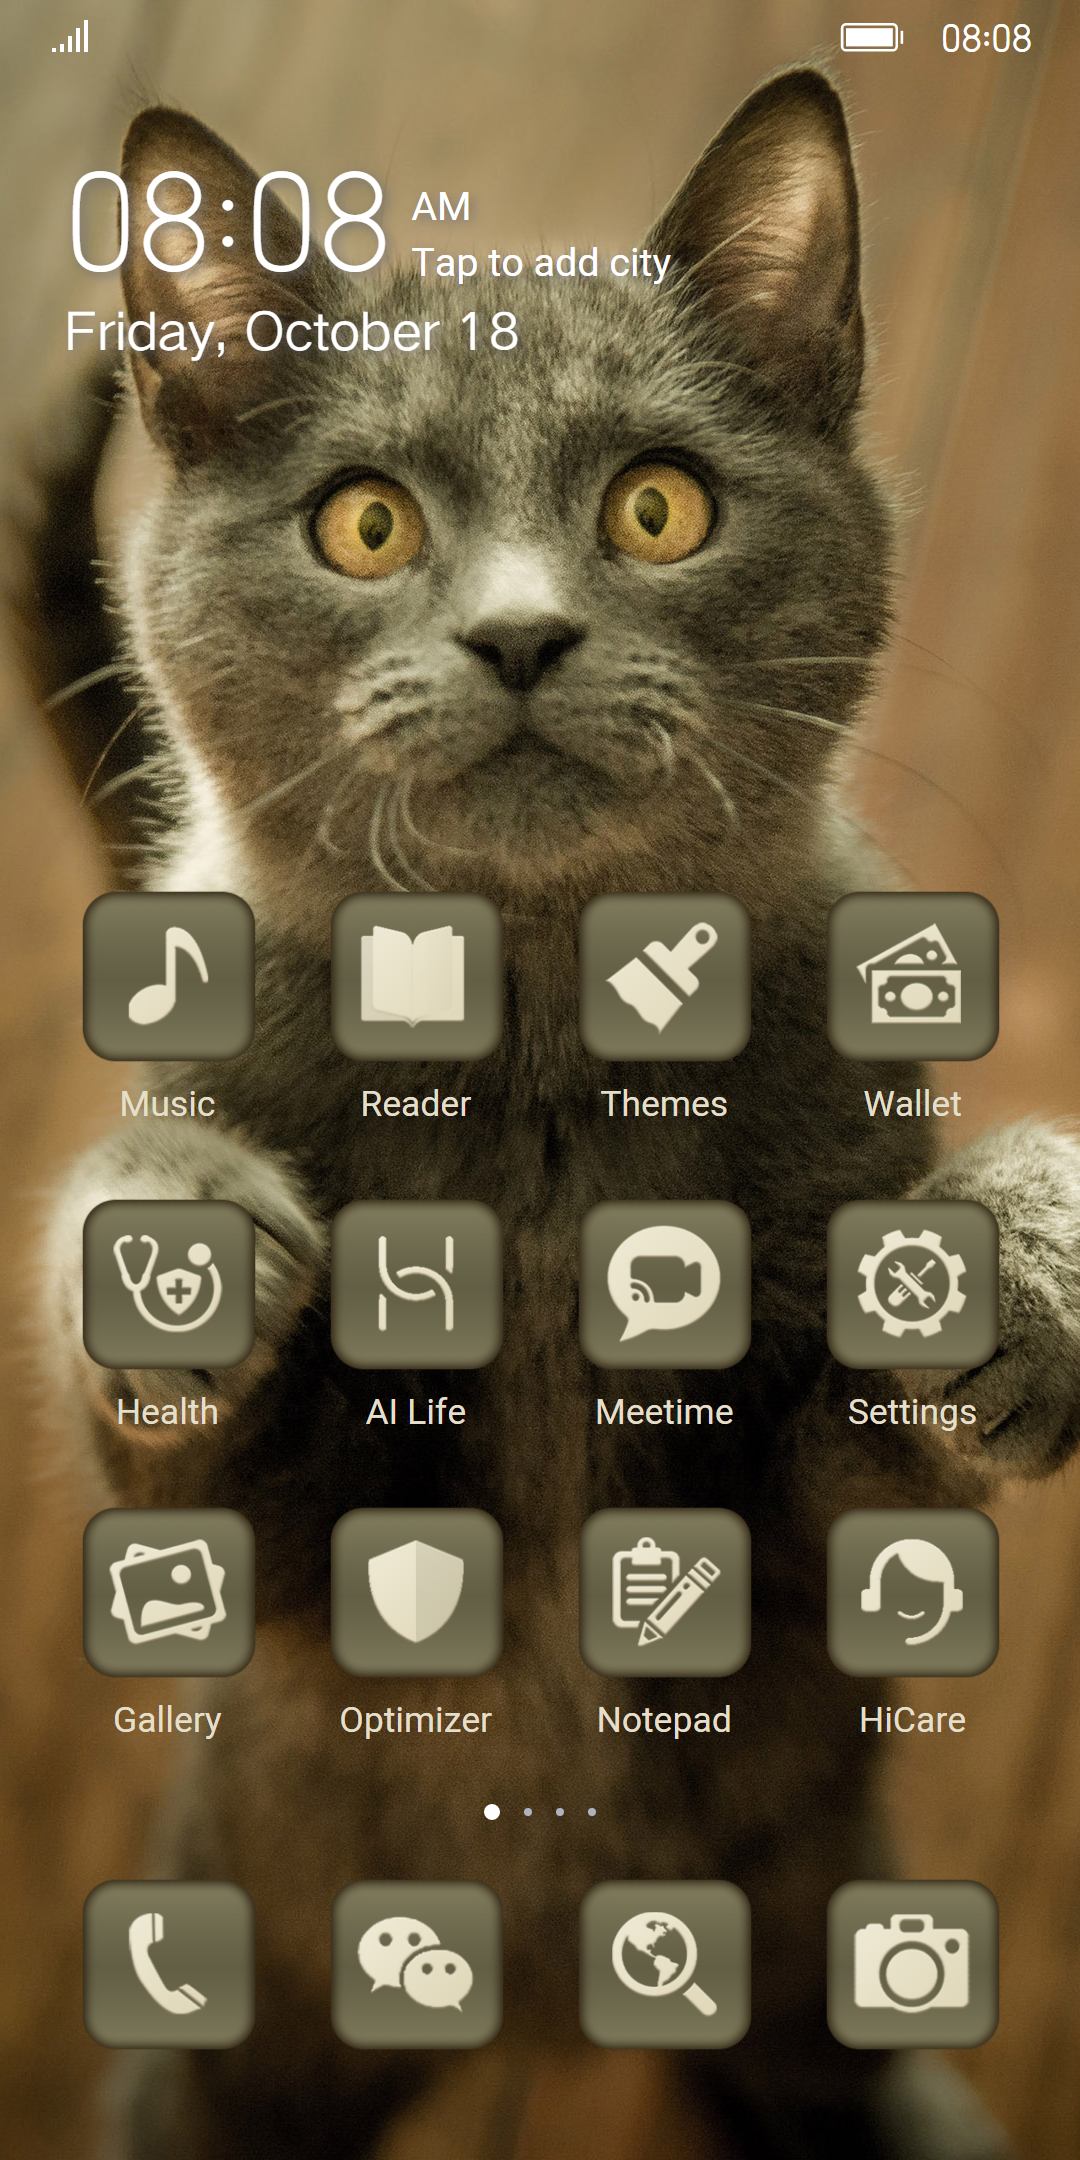 08:08
08:08 AM
Tap to add city
Friday, October 18
Music Reader Themes Wallet
Health AI Life Meetime Settings
Gallery Optimizer Notepad HiCare